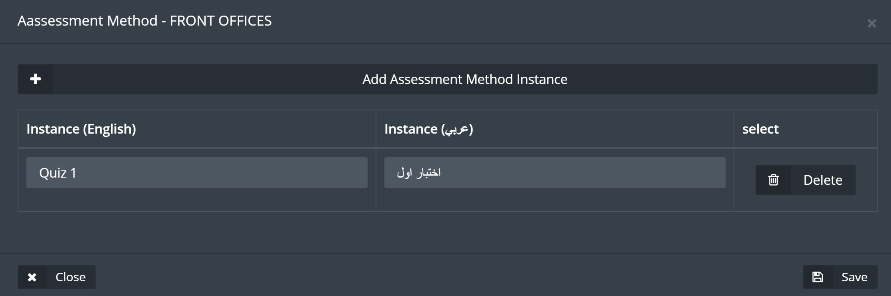 Aassessment Method - FRONT OFFICES
×
Add Assessment Method Instance
Instance (English) Instance (عربي) select
Quiz 1 اختبار اول Delete
Close Save